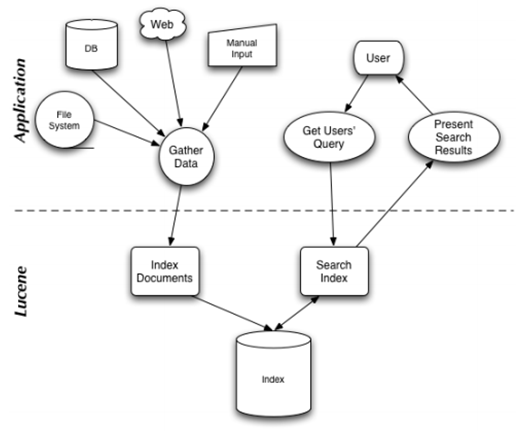 Web
DB
Manual
Input
User
Application
File
System
Gather
Data
Get Users'
Query
Present
Search
Results
Lucene
Index
Documents
Search
Index
Index